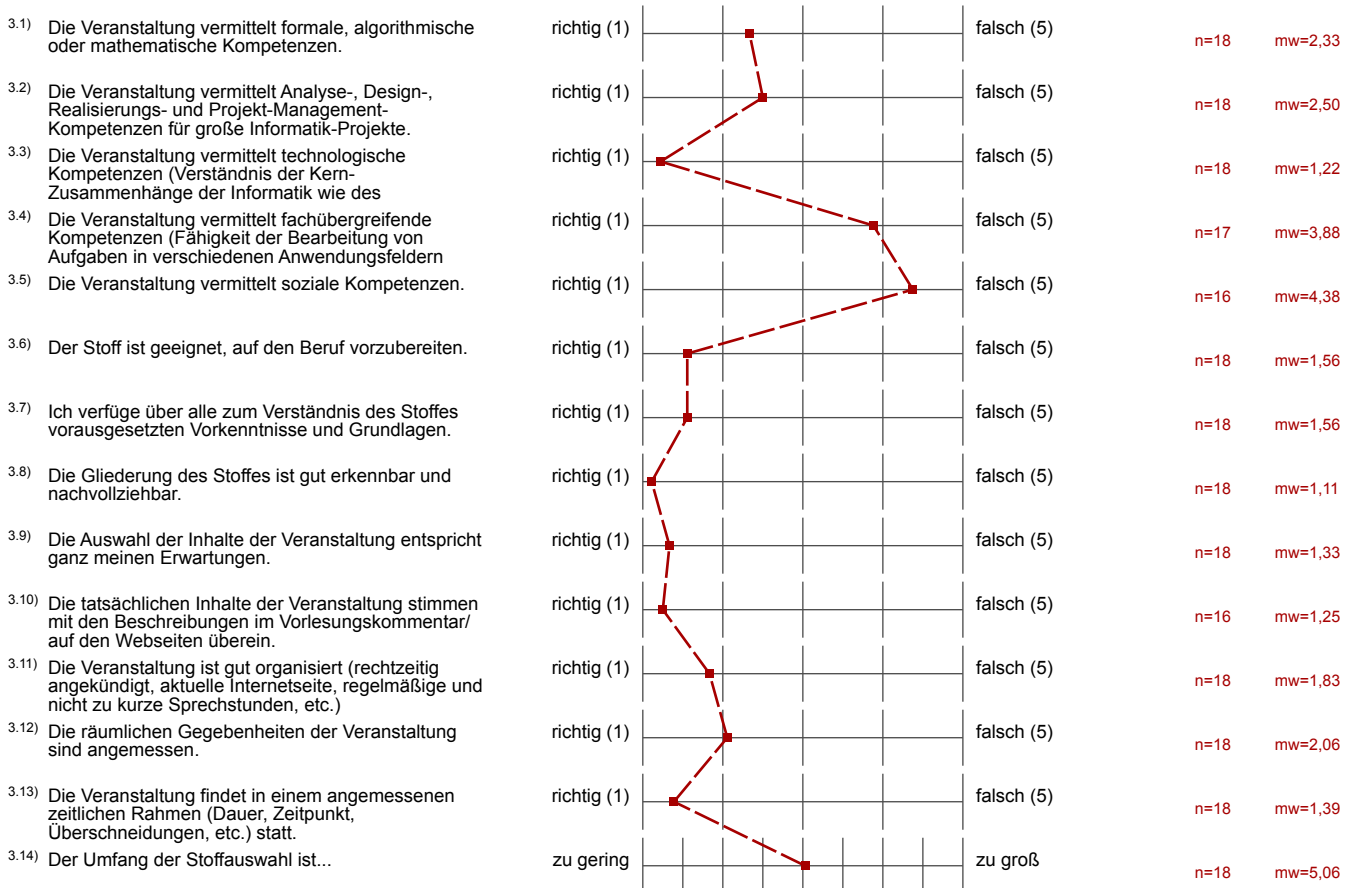 3.1) Die Veranstaltung vermittelt formale, algorithmische
oder mathematische Kompetenzen.
richtig (1) falsch (5) n=18 mw=2,33
3.2) Die Veranstaltung vermittelt Analyse-, Design-,
Realisierungs- und Projekt-Management-
Kompetenzen für große Informatik-Projekte.
richtig (1) falsch (5) n=18 mw=2,50
3.3) Die Veranstaltung vermittelt technologische
Kompetenzen (Verständnis der Kern-
Zusammenhänge der Informatik wie des
richtig (1) falsch (5) n=18 mw=1,22
3.4) Die Veranstaltung vermittelt fachübergreifende
Kompetenzen (Fähigkeit der Bearbeitung von
Aufgaben in verschiedenen Anwendungsfeldern
richtig (1) falsch (5) n=17 mw=3,88
3.5) Die Veranstaltung vermittelt soziale Kompetenzen.
richtig (1) falsch (5) n=16 mw=4,38
3.6) Der Stoff ist geeignet, auf den Beruf vorzubereiten.
richtig (1) falsch (5) n=18 mw=1,56
3.7) Ich verfüge über alle zum Verständnis des Stoffes
vorausgesetzten Vorkenntnisse und Grundlagen.
richtig (1) falsch (5) n=18 mw=1,56
3.8) Die Gliederung des Stoffes ist gut erkennbar und
nachvollziehbar.
richtig (1) falsch (5) n=18 mw=1,11
3.9) Die Auswahl der Inhalte der Veranstaltung entspricht
ganz meinen Erwartungen.
richtig (1) falsch (5) n=18 mw=1,33
3.10) Die tatsächlichen Inhalte der Veranstaltung stimmen
mit den Beschreibungen im Vorlesungskommentar/
auf den Webseiten überein.
richtig (1) falsch (5) n=16 mw=1,25
3.11) Die Veranstaltung ist gut organisiert (rechtzeitig
angekündigt, aktuelle Internetseite, regelmäßige und
nicht zu kurze Sprechstunden, etc.)
richtig (1) falsch (5) n=18 mw=1,83
3.12) Die räumlichen Gegebenheiten der Veranstaltung
sind angemessen.
richtig (1) falsch (5) n=18 mw=2,06
3.13) Die Veranstaltung findet in einem angemessenen
zeitlichen Rahmen (Dauer, Zeitpunkt,
Überschneidungen, etc.) statt.
richtig (1) falsch (5) n=18 mw=1,39
3.14) Der Umfang der Stoffauswahl ist...
zu gering zu groß n=18 mw=5,06